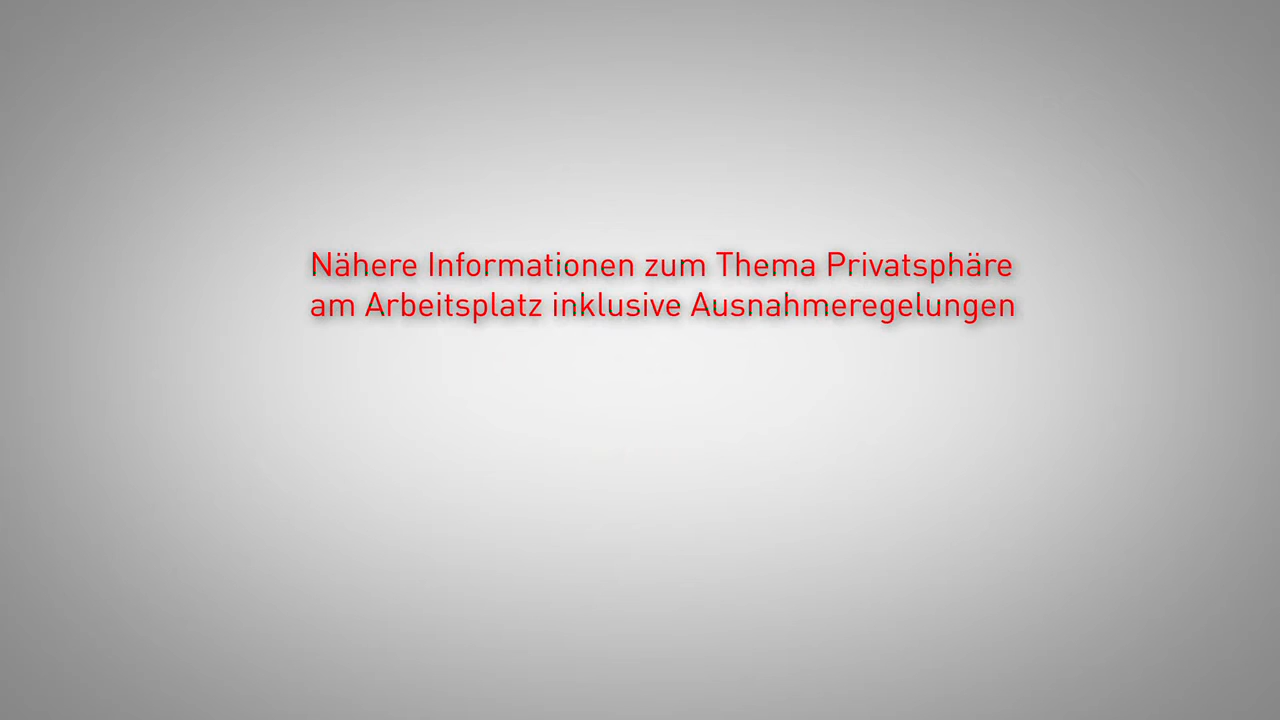 Nähere Informationen zum Thema Privatsphäre
am Arbeitsplatz inklusive Ausnahmeregelungen